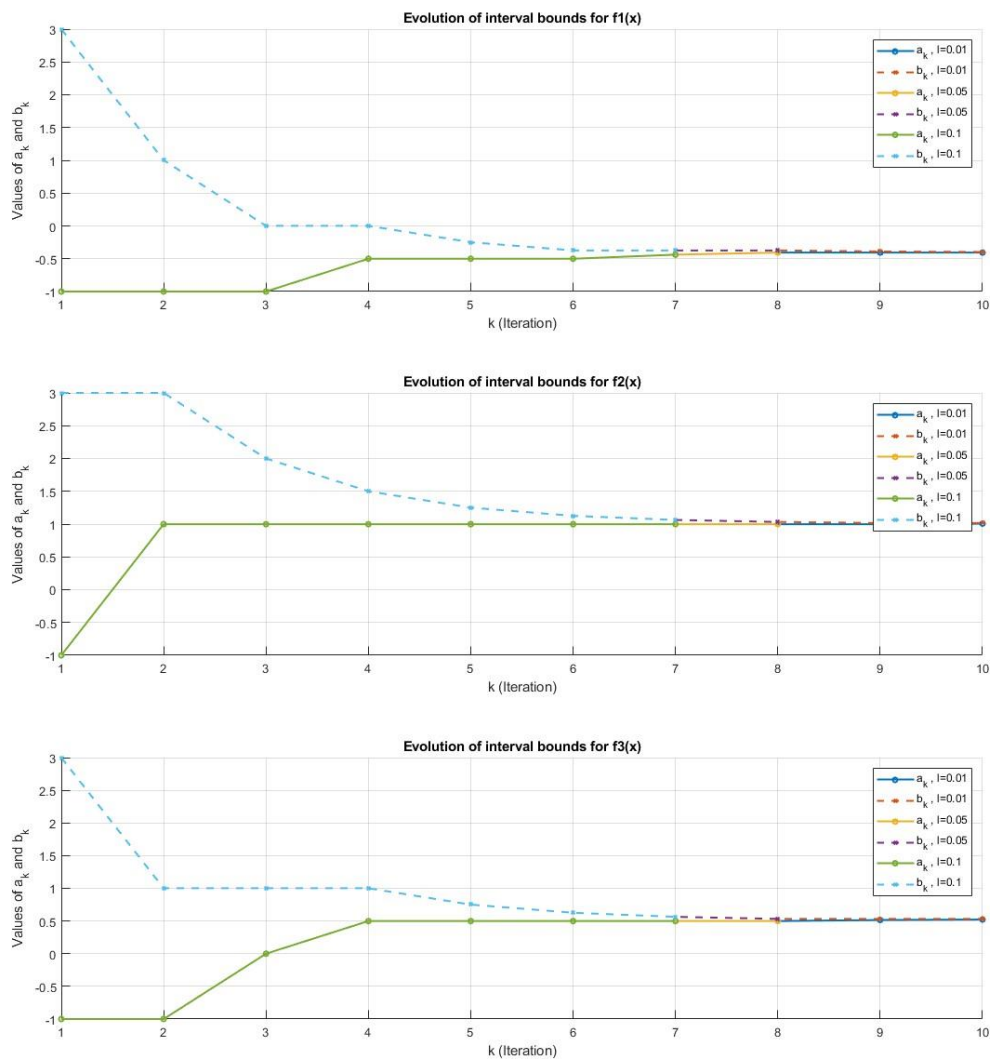 Evolution of interval bounds for f1(x)
Values of a_k and b_k
3
2.5
2
1.5
1
0.5
0
-0.5
-1
1 2 3 4 5 6 7 8 9 10
k (Iteration)
a_k , l=0.01
b_k , l=0.01
a_k , l=0.05
b_k , l=0.05
a_k , l=0.1
b_k , l=0.1
Evolution of interval bounds for f2(x)
Values of a_k and b_k
3
2.5
2
1.5
1
0.5
0
-0.5
-1
1 2 3 4 5 6 7 8 9 10
k (Iteration)
a_k , l=0.01
b_k , l=0.01
a_k , l=0.05
b_k , l=0.05
a_k , l=0.1
b_k , l=0.1
Evolution of interval bounds for f3(x)
Values of a_k and b_k
3
2.5
2
1.5
1
0.5
0
-0.5
-1
1 2 3 4 5 6 7 8 9 10
k (Iteration)
a_k , l=0.01
b_k , l=0.01
a_k , l=0.05
b_k , l=0.05
a_k , l=0.1
b_k , l=0.1